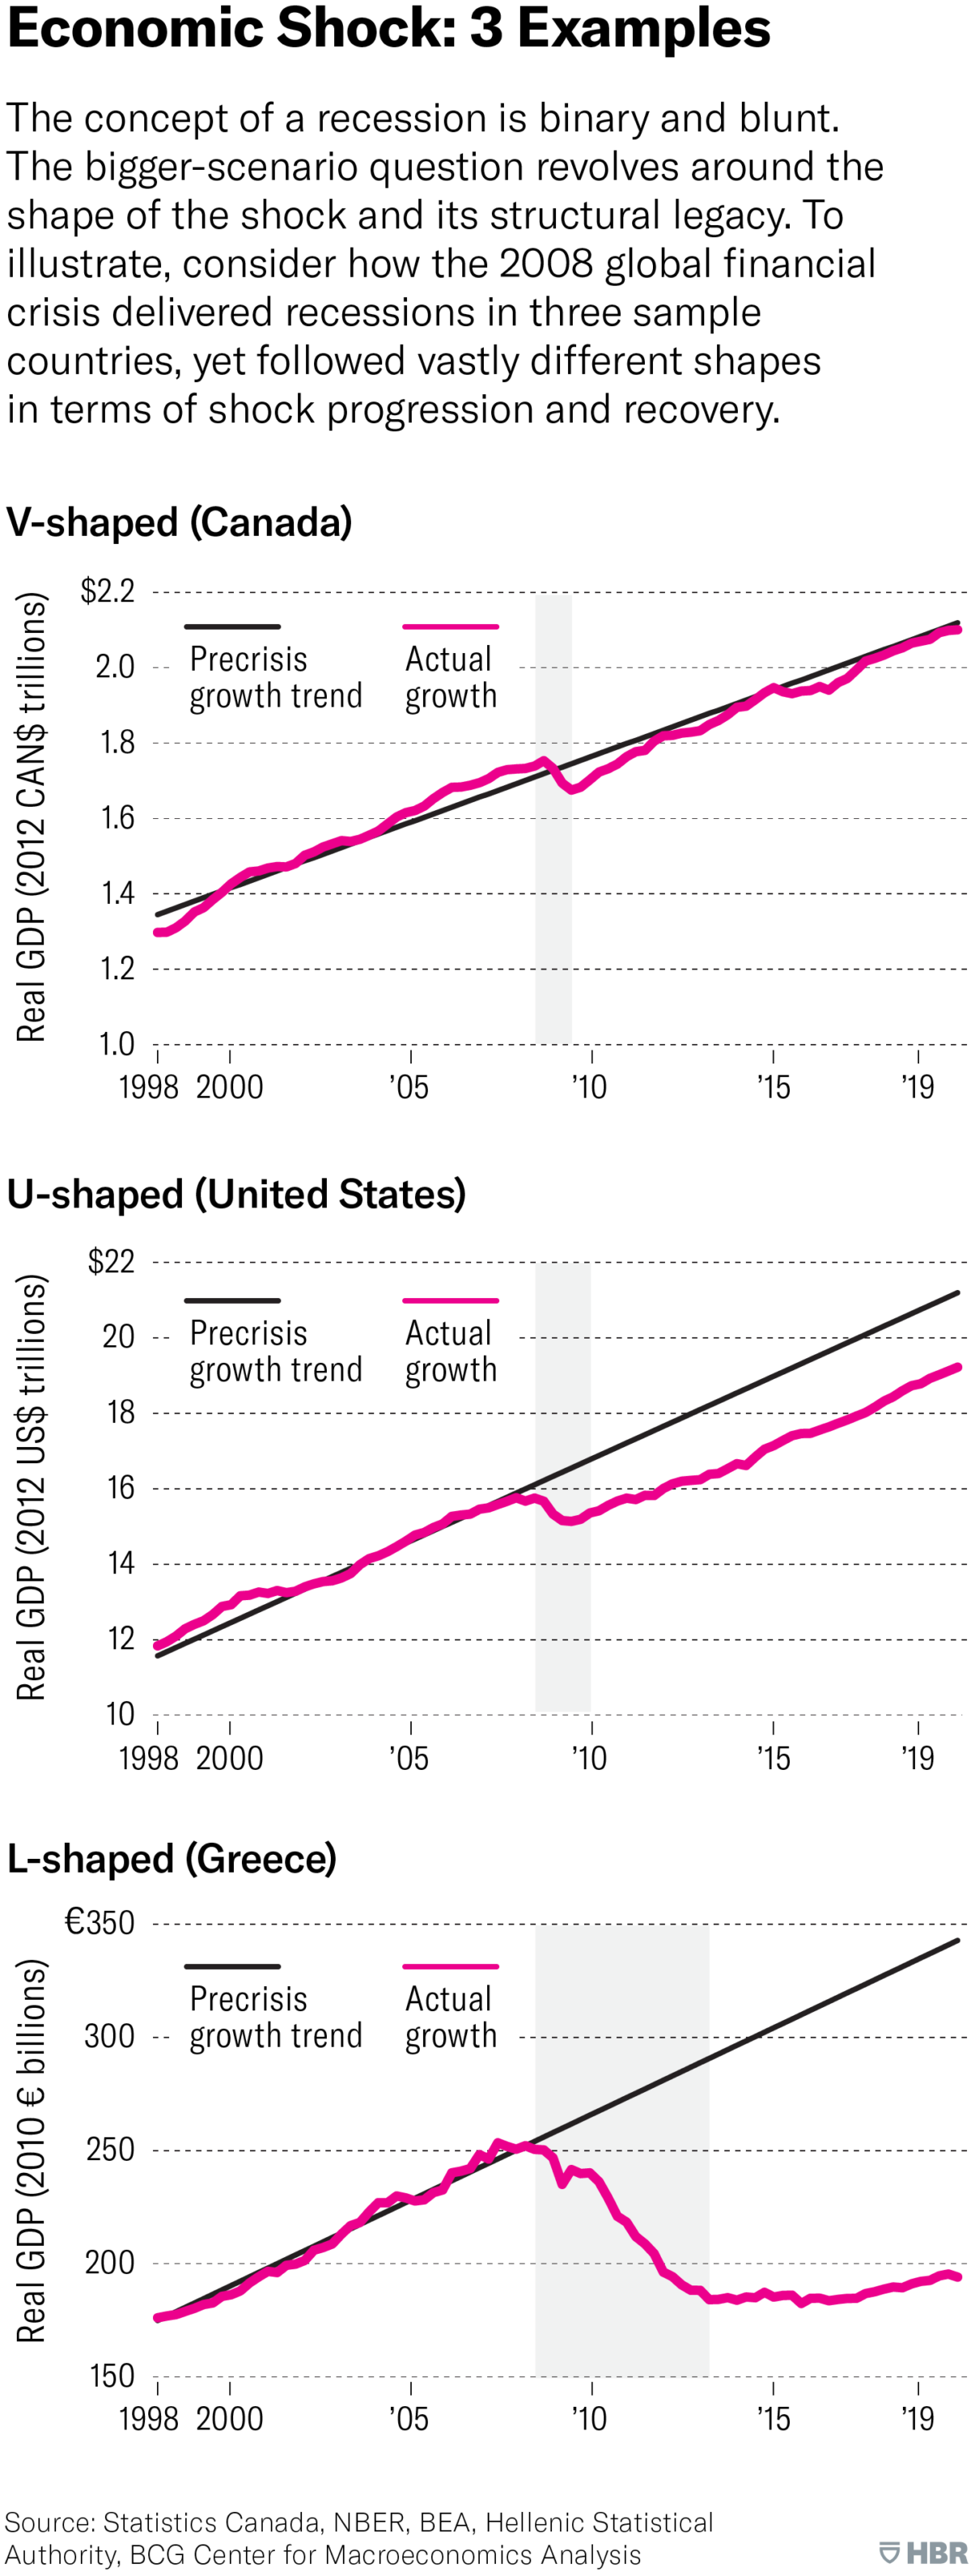 Economic Shock: 3 Examples
The concept of a recession is binary and blunt.
The bigger-scenario question revolves around the
shape of the shock and its structural legacy. To
illustrate, consider how the 2008 global financial
crisis delivered recessions in three sample
countries, yet followed vastly different shapes
in terms of shock progression and recovery.
V-shaped (Canada)
Real GDP (2012 CAN$ trillions)
$2.2
2.0
1.8
1.6
1.4
1.2
1.0
Precrisis
growth trend
Actual
growth
1998 2000 ’05 ’10 ’15 ’19
U-shaped (United States)
Real GDP (2012 US$ trillions)
$22
20
18
16
14
12
10
Precrisis
growth trend
Actual
growth
1998 2000 ’05 ’10 ’15 ’19
L-shaped (Greece)
Real GDP (2010 € billions)
€350
300
250
200
150
Precrisis
growth trend
Actual
growth
1998 2000 ’05 ’10 ’15 ’19
Source: Statistics Canada, NBER, BEA, Hellenic Statistical
Authority, BCG Center for Macroeconomics Analysis
HBR